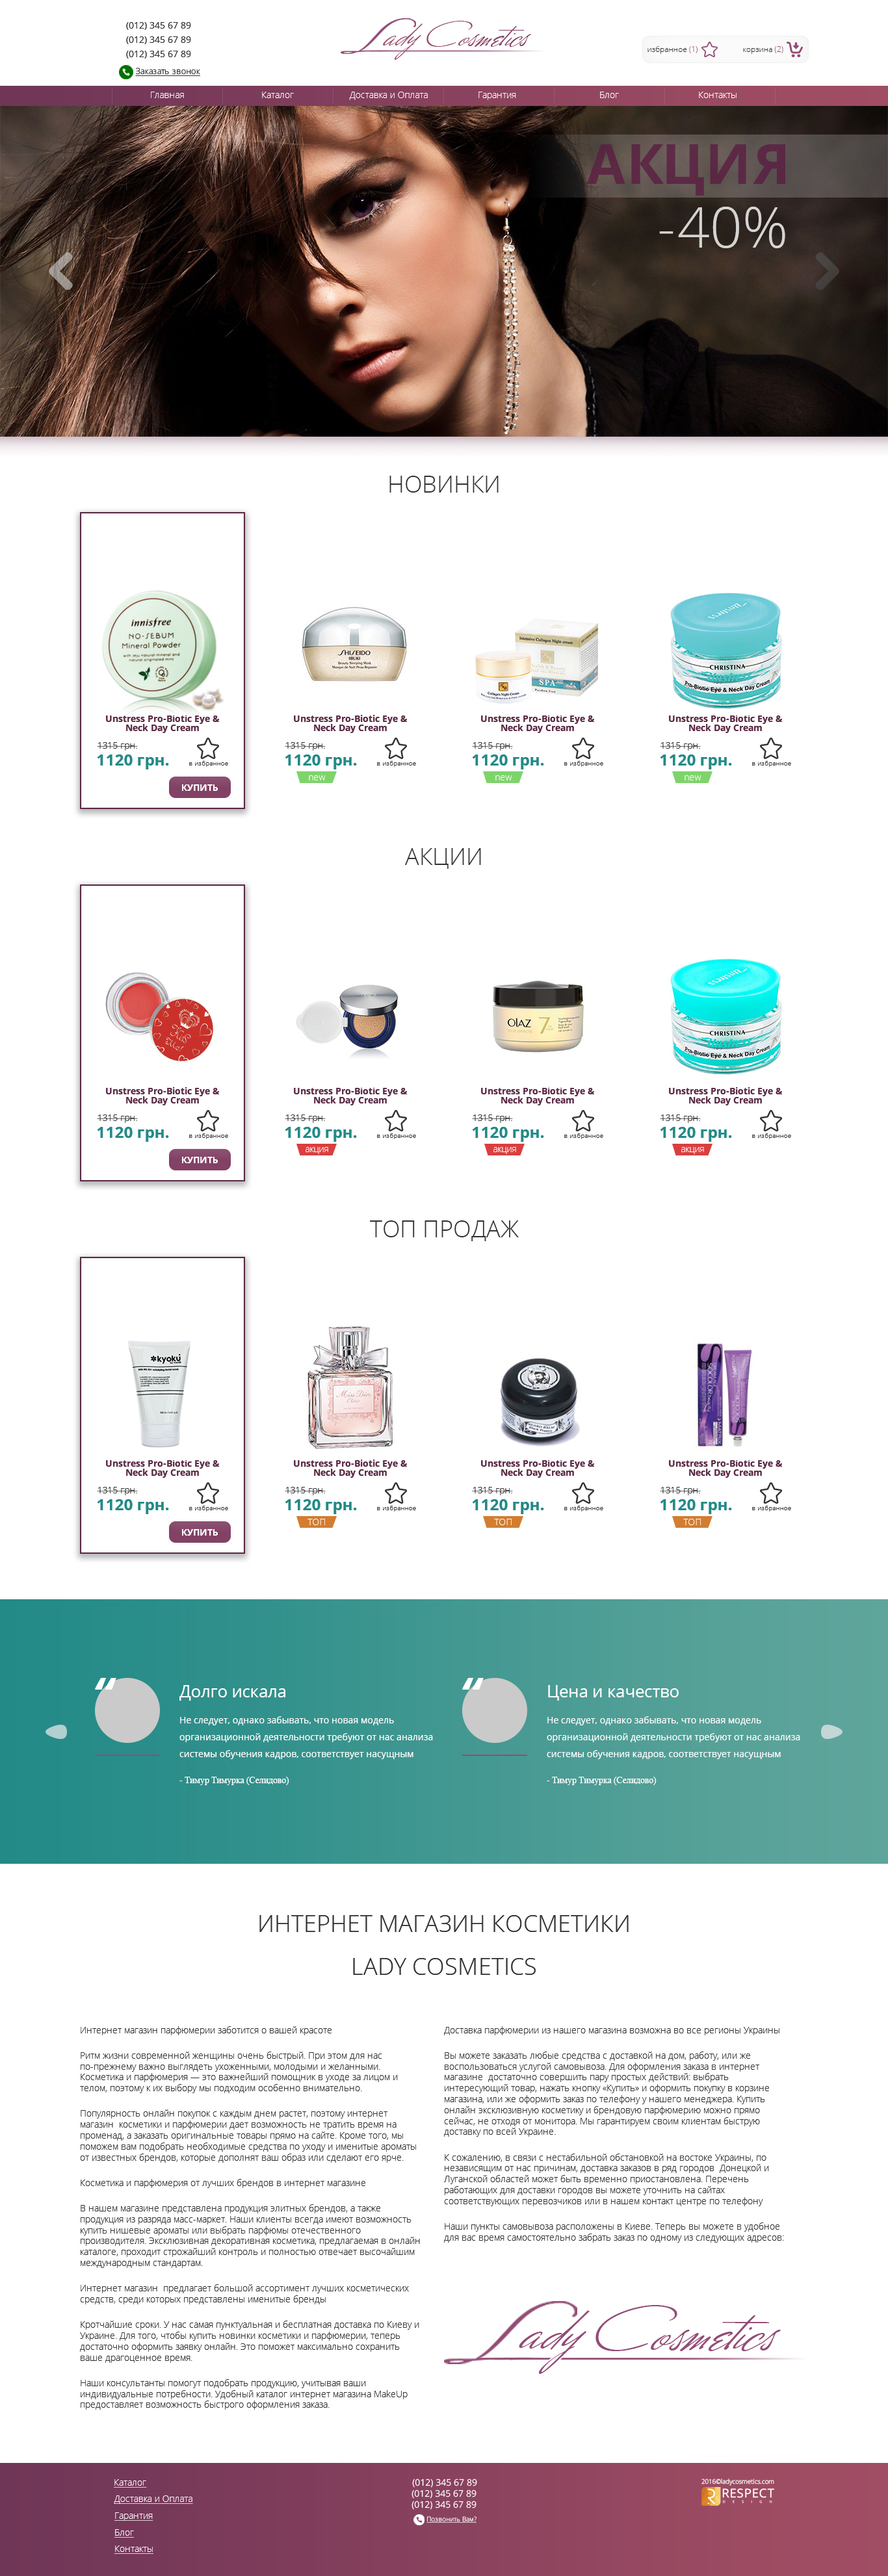 (012) 345 67 89
(012) 345 67 89
(012) 345 67 89
Заказать звонок
Lady Cosmetics
избранное (1)
корзина (2)
Главная
Каталог
Доставка и Оплата
Гарантия
Блог
Контакты
АКЦИЯ
-40%
НОВИНКИ
innisfree
NO-SEBUM
Mineral Powder
Unstress Pro-Biotic Eye &
Neck Day Cream
1315 грн.
1120 грн.
в избранное
КУПИТЬ
SHISEIDO
Unstress Pro-Biotic Eye &
Neck Day Cream
1315 грн.
1120 грн.
в избранное
new
SPA
Unstress Pro-Biotic Eye &
Neck Day Cream
1315 грн.
1120 грн.
в избранное
new
CHRISTINA
Pro-Biotic Eye & Neck Day Cream
Unstress Pro-Biotic Eye &
Neck Day Cream
1315 грн.
1120 грн.
в избранное
new
АКЦИИ
Unstress Pro-Biotic Eye &
Neck Day Cream
1315 грн.
1120 грн.
в избранное
КУПИТЬ
Unstress Pro-Biotic Eye &
Neck Day Cream
1315 грн.
1120 грн.
в избранное
акция
OLAZ
7
Unstress Pro-Biotic Eye &
Neck Day Cream
1315 грн.
1120 грн.
в избранное
акция
CHRISTINA
Pro-Biotic Eye & Neck Day Cream
Unstress Pro-Biotic Eye &
Neck Day Cream
1315 грн.
1120 грн.
в избранное
акция
ТОП ПРОДАЖ
kyoku
Unstress Pro-Biotic Eye &
Neck Day Cream
1315 грн.
1120 грн.
в избранное
КУПИТЬ
Miss Dior
Unstress Pro-Biotic Eye &
Neck Day Cream
1315 грн.
1120 грн.
в избранное
ТОП
Unstress Pro-Biotic Eye &
Neck Day Cream
1315 грн.
1120 грн.
в избранное
ТОП
Unstress Pro-Biotic Eye &
Neck Day Cream
1315 грн.
1120 грн.
в избранное
ТОП
Долго искала
Не следует, однако забывать, что новая модель
организационной деятельности требуют от нас анализа
системы обучения кадров, соответствует насущным
- Тимур Тимурка (Селидово)
Цена и качество
Не следует, однако забывать, что новая модель
организационной деятельности требуют от нас анализа
системы обучения кадров, соответствует насущным
- Тимур Тимурка (Селидово)
ИНТЕРНЕТ МАГАЗИН КОСМЕТИКИ
LADY COSMETICS
Интернет магазин парфюмерии заботится о вашей красоте
Ритм жизни современной женщины очень быстрый. При этом для нас
по-прежнему важно выглядеть ухоженными, молодыми и желанными.
Косметика и парфюмерия — это важнейший помощник в уходе за лицом и
телом, поэтому к их выбору мы подходим особенно внимательно.
Популярность онлайн покупок с каждым днем растет, поэтому интернет
магазин косметики и парфюмерии дает возможность не тратить время на
променад, а заказать оригинальные товары прямо на сайте. Кроме того, мы
поможем вам подобрать необходимые средства по уходу и именитые ароматы
от известных брендов, которые дополнят ваш образ или сделают его ярче.
Косметика и парфюмерия от лучших брендов в интернет магазине
В нашем магазине представлена продукция элитных брендов, а также
продукция из разряда масс-маркет. Наши клиенты всегда имеют возможность
купить нишевые ароматы или выбрать парфюмы отечественного
производителя. Эксклюзивная декоративная косметика, предлагаемая в онлайн
каталоге, проходит строжайший контроль и полностью отвечает высочайшим
международным стандартам.
Интернет магазин предлагает большой ассортимент лучших косметических
средств, среди которых представлены именитые бренды
Кротчайшие сроки. У нас самая пунктуальная и бесплатная доставка по Киеву и
Украине. Для того, чтобы купить новинки косметики и парфюмерии, теперь
достаточно оформить заявку онлайн. Это поможет максимально сохранить
ваше драгоценное время.
Наши консультанты помогут подобрать продукцию, учитывая ваши
индивидуальные потребности. Удобный каталог интернет магазина MakeUp
предоставляет возможность быстрого оформления заказа.
Доставка парфюмерии из нашего магазина возможна во все регионы Украины
Вы можете заказать любые средства с доставкой на дом, работу, или же
воспользоваться услугой самовывоза. Для оформления заказа в интернет
магазине достаточно совершить пару простых действий: выбрать
интересующий товар, нажать кнопку «Купить» и оформить покупку в корзине
магазина, или же оформить заказ по телефону у нашего менеджера. Купить
онлайн эксклюзивную косметику и брендовую парфюмерию можно прямо
сейчас, не отходя от монитора. Мы гарантируем своим клиентам быструю
доставку по всей Украине.
К сожалению, в связи с нестабильной обстановкой на востоке Украины, по
независящим от нас причинам, доставка заказов в ряд городов Донецкой и
Луганской областей может быть временно приостановлена. Перечень
работающих для доставки городов вы можете уточнить на сайтах
соответствующих перевозчиков или в нашем контакт центре по телефону
Наши пункты самовывоза расположены в Киеве. Теперь вы можете в удобное
для вас время самостоятельно забрать заказ по одному из следующих адресов:
Lady Cosmetics
Каталог
Доставка и Оплата
Гарантия
Блог
Контакты
(012) 345 67 89
(012) 345 67 89
(012) 345 67 89
Позвонить Вам?
2016©ladycosmetics.com
RESPECT
DESIGN